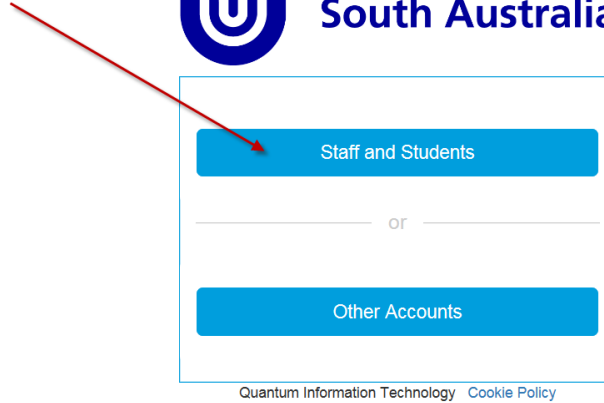 South Australia
Staff and Students
or
Other Accounts
Quantum Information Technology Cookie Policy